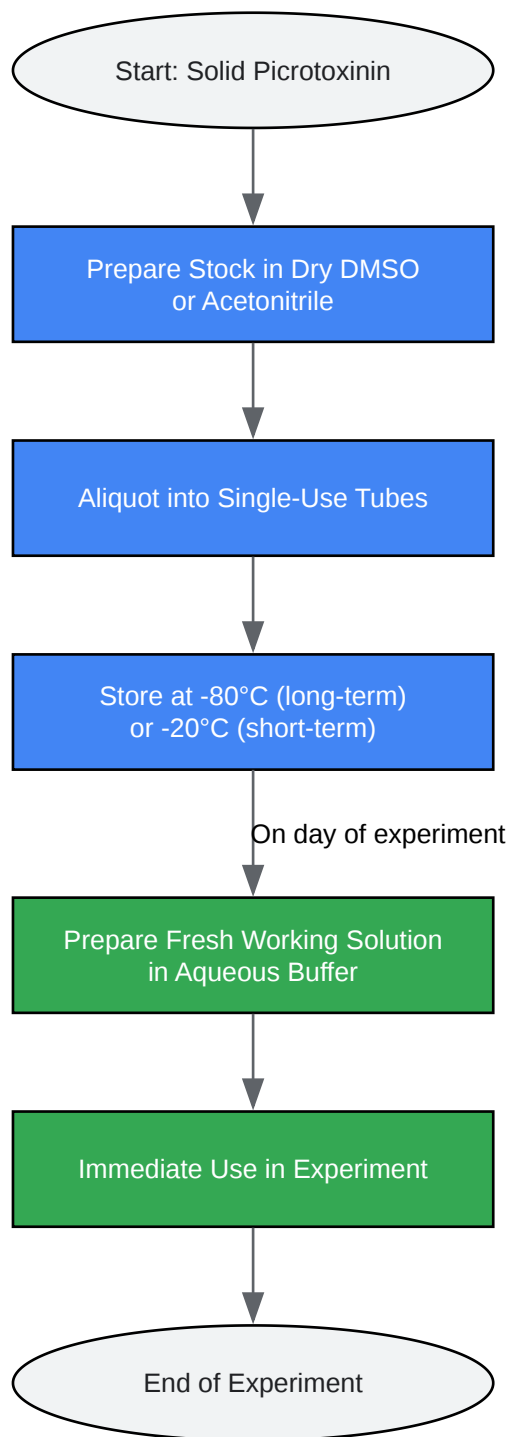 Start: Solid Picrotoxinin
Prepare Stock in Dry DMSO
or Acetonitrile
Aliquot into Single-Use Tubes
Store at -80°C (long-term)
or -20°C (short-term)
On day of experiment
Prepare Fresh Working Solution
in Aqueous Buffer
Immediate Use in Experiment
End of Experiment